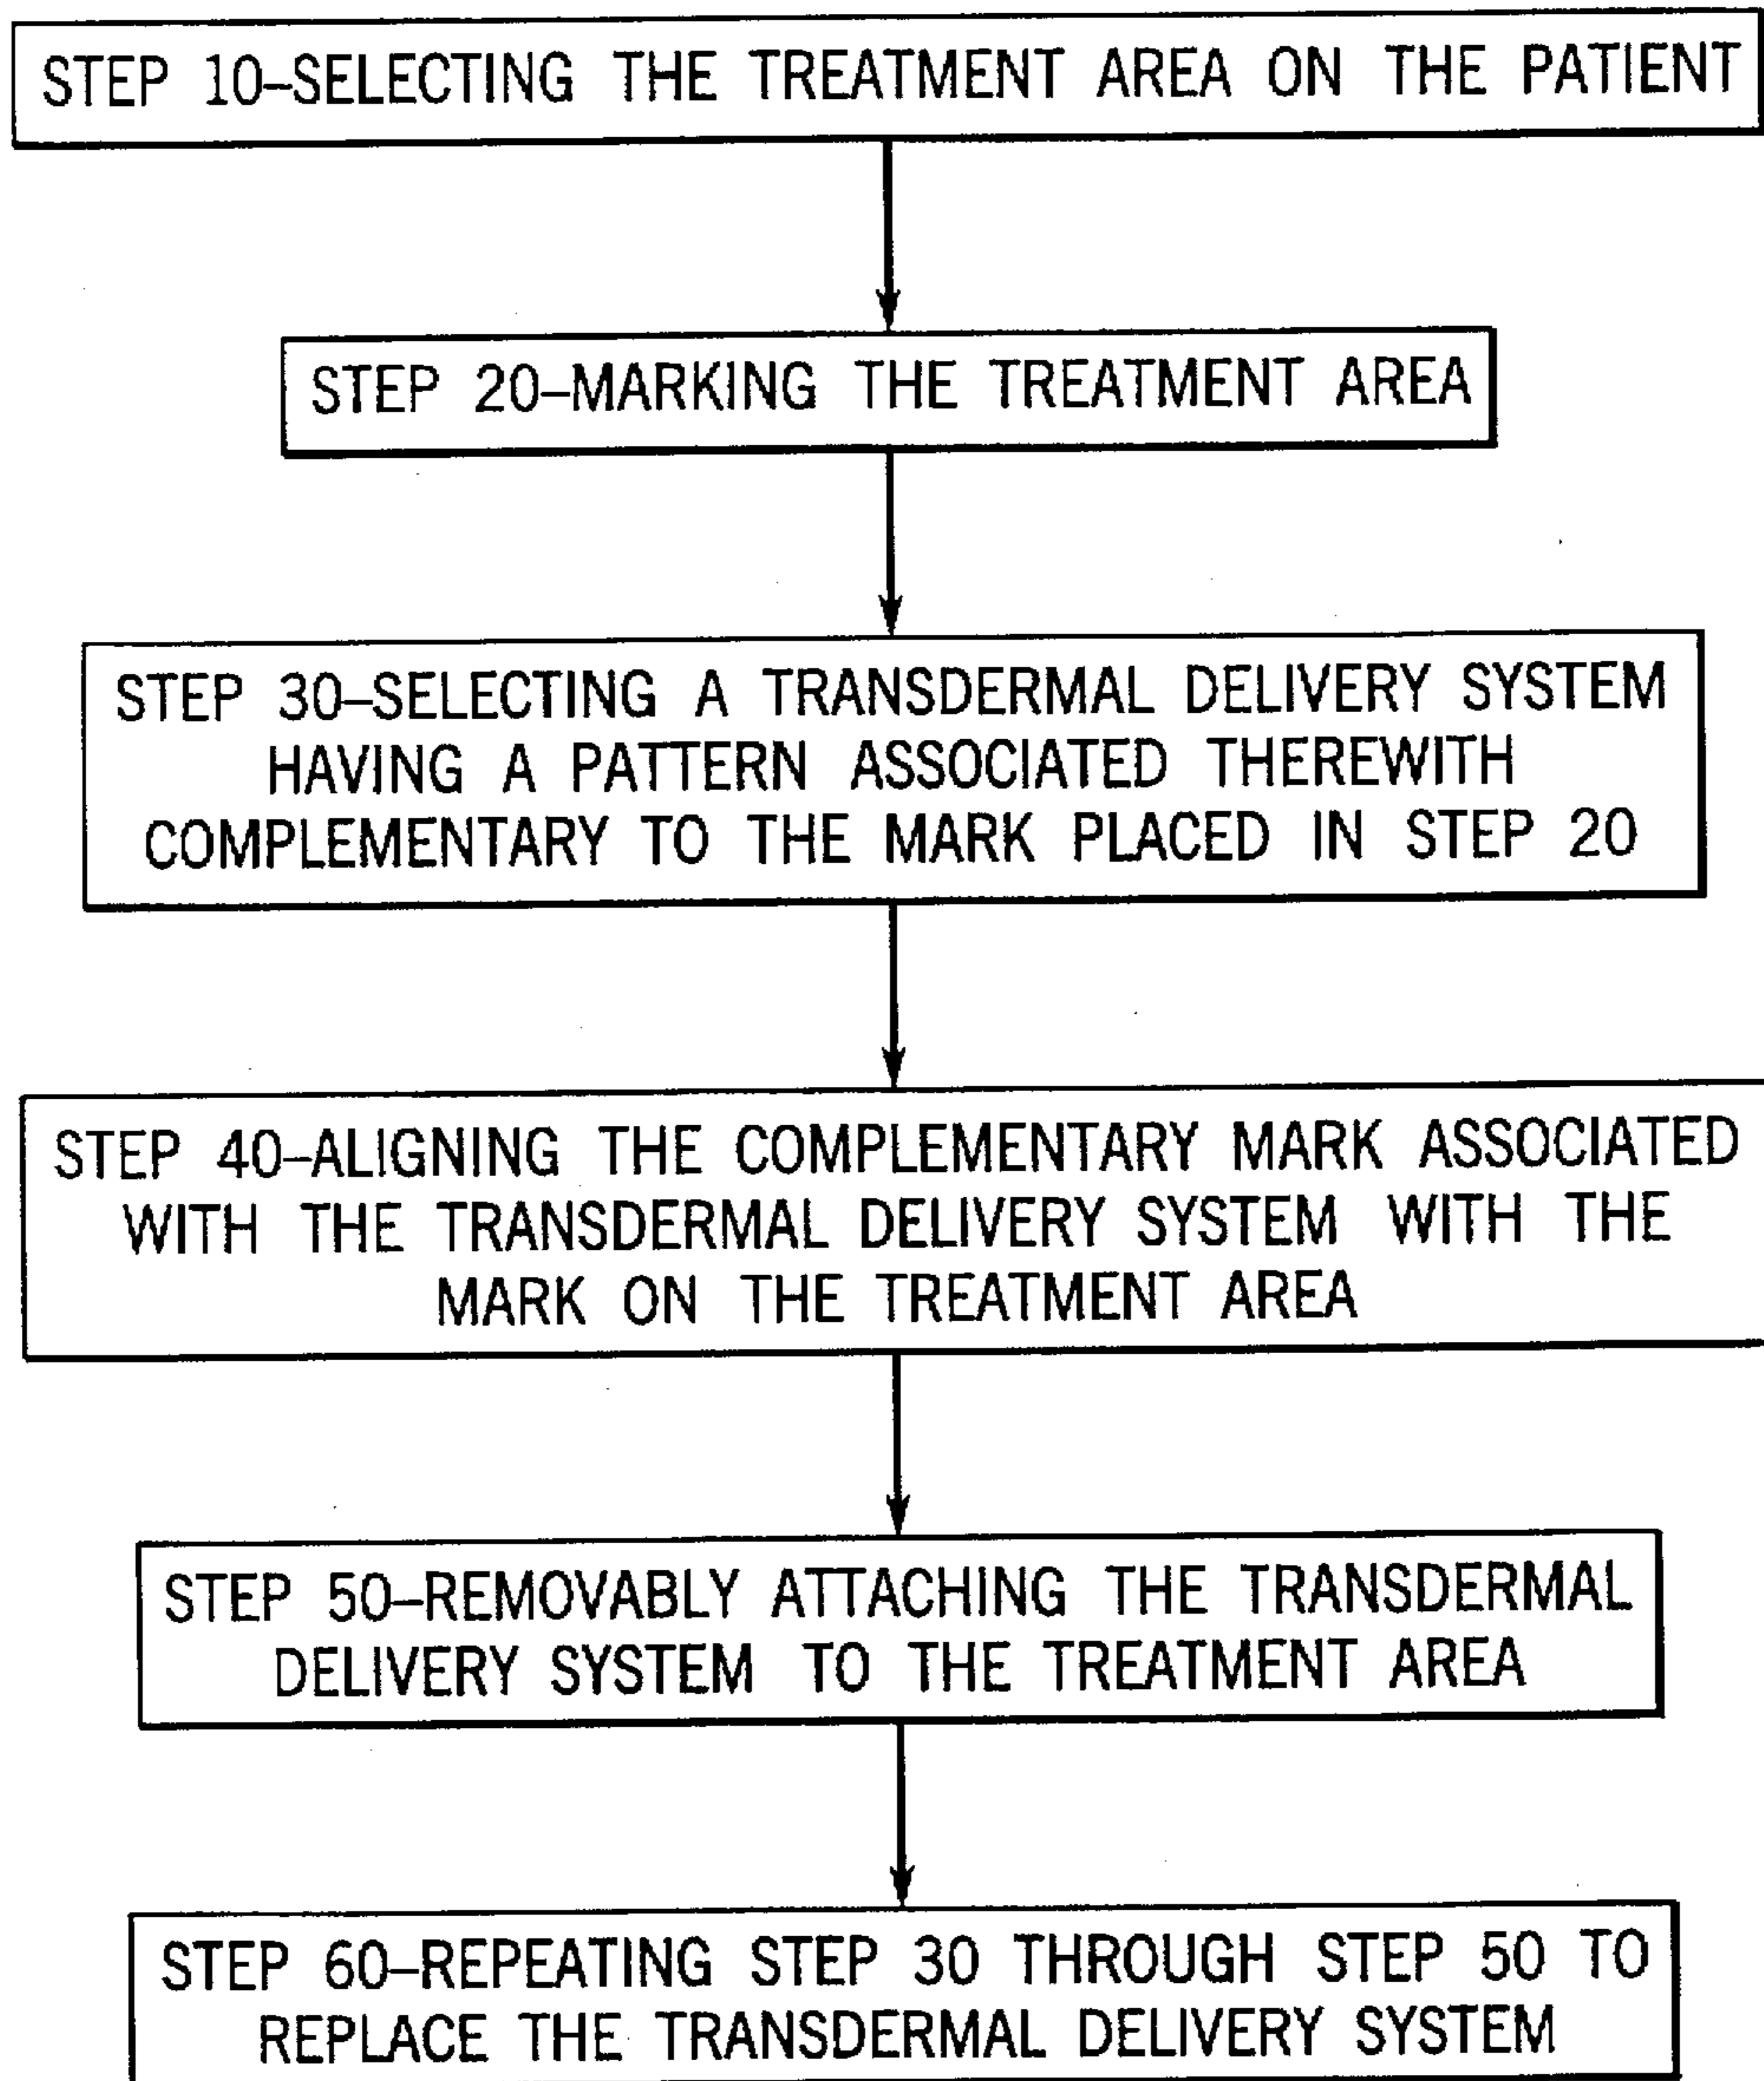 STEP 10–SELECTING THE TREATMENT AREA ON THE PATIENT
STEP 20–MARKING THE TREATMENT AREA
STEP 30–SELECTING A TRANSDERMAL DELIVERY SYSTEM
HAVING A PATTERN ASSOCIATED THEREWITH
COMPLEMENTARY TO THE MARK PLACED IN STEP 20
STEP 40–ALIGNING THE COMPLEMENTARY MARK ASSOCIATED
WITH THE TRANSDERMAL DELIVERY SYSTEM WITH THE
MARK ON THE TREATMENT AREA
STEP 50–REMOVABLY ATTACHING THE TRANSDERMAL
DELIVERY SYSTEM TO THE TREATMENT AREA
STEP 60–REPEATING STEP 30 THROUGH STEP 50 TO
REPLACE THE TRANSDERMAL DELIVERY SYSTEM